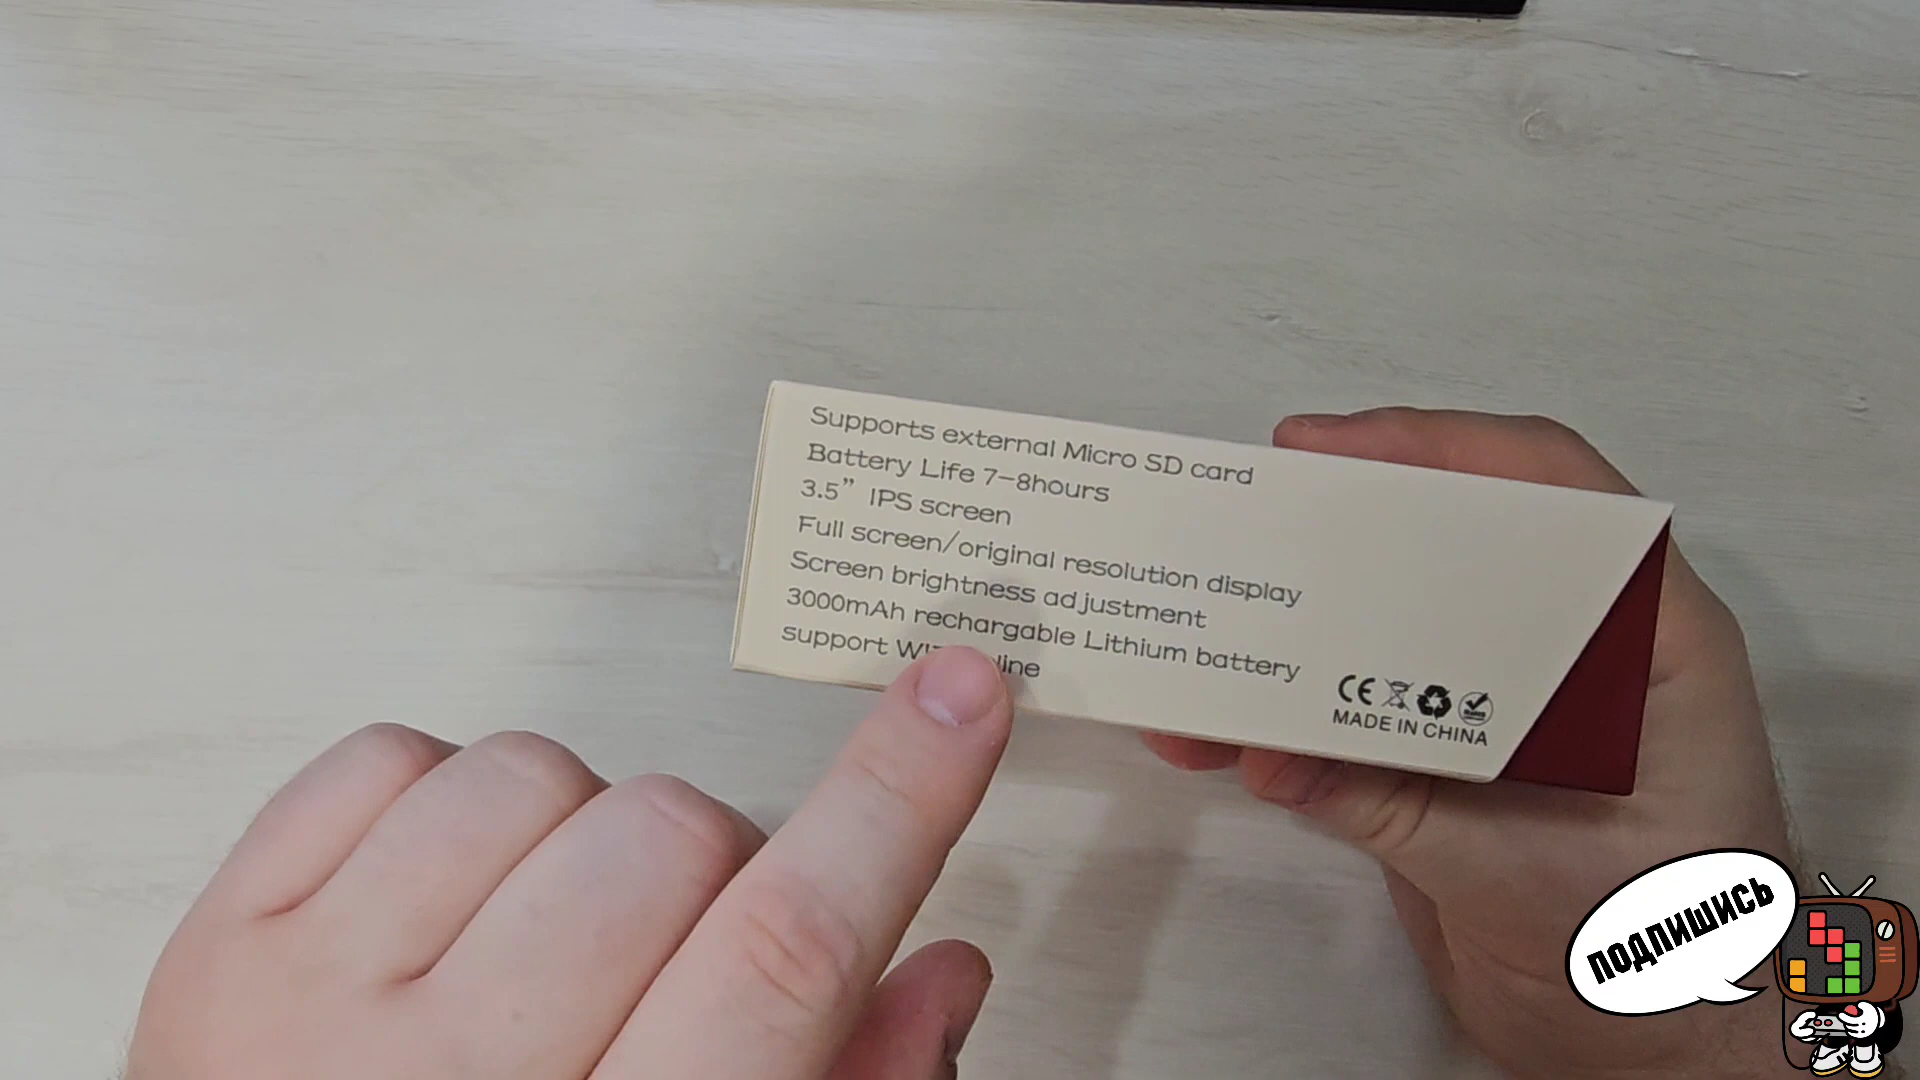 Supports external Micro SD card
Battery Life 7-8hours
3.5” IPS screen
Full screen/original resolution display
Screen brightness adjustment
3000mAh rechargable Lithium battery
support
CE
MADE IN CHINA
ПОДПИШИСЬ